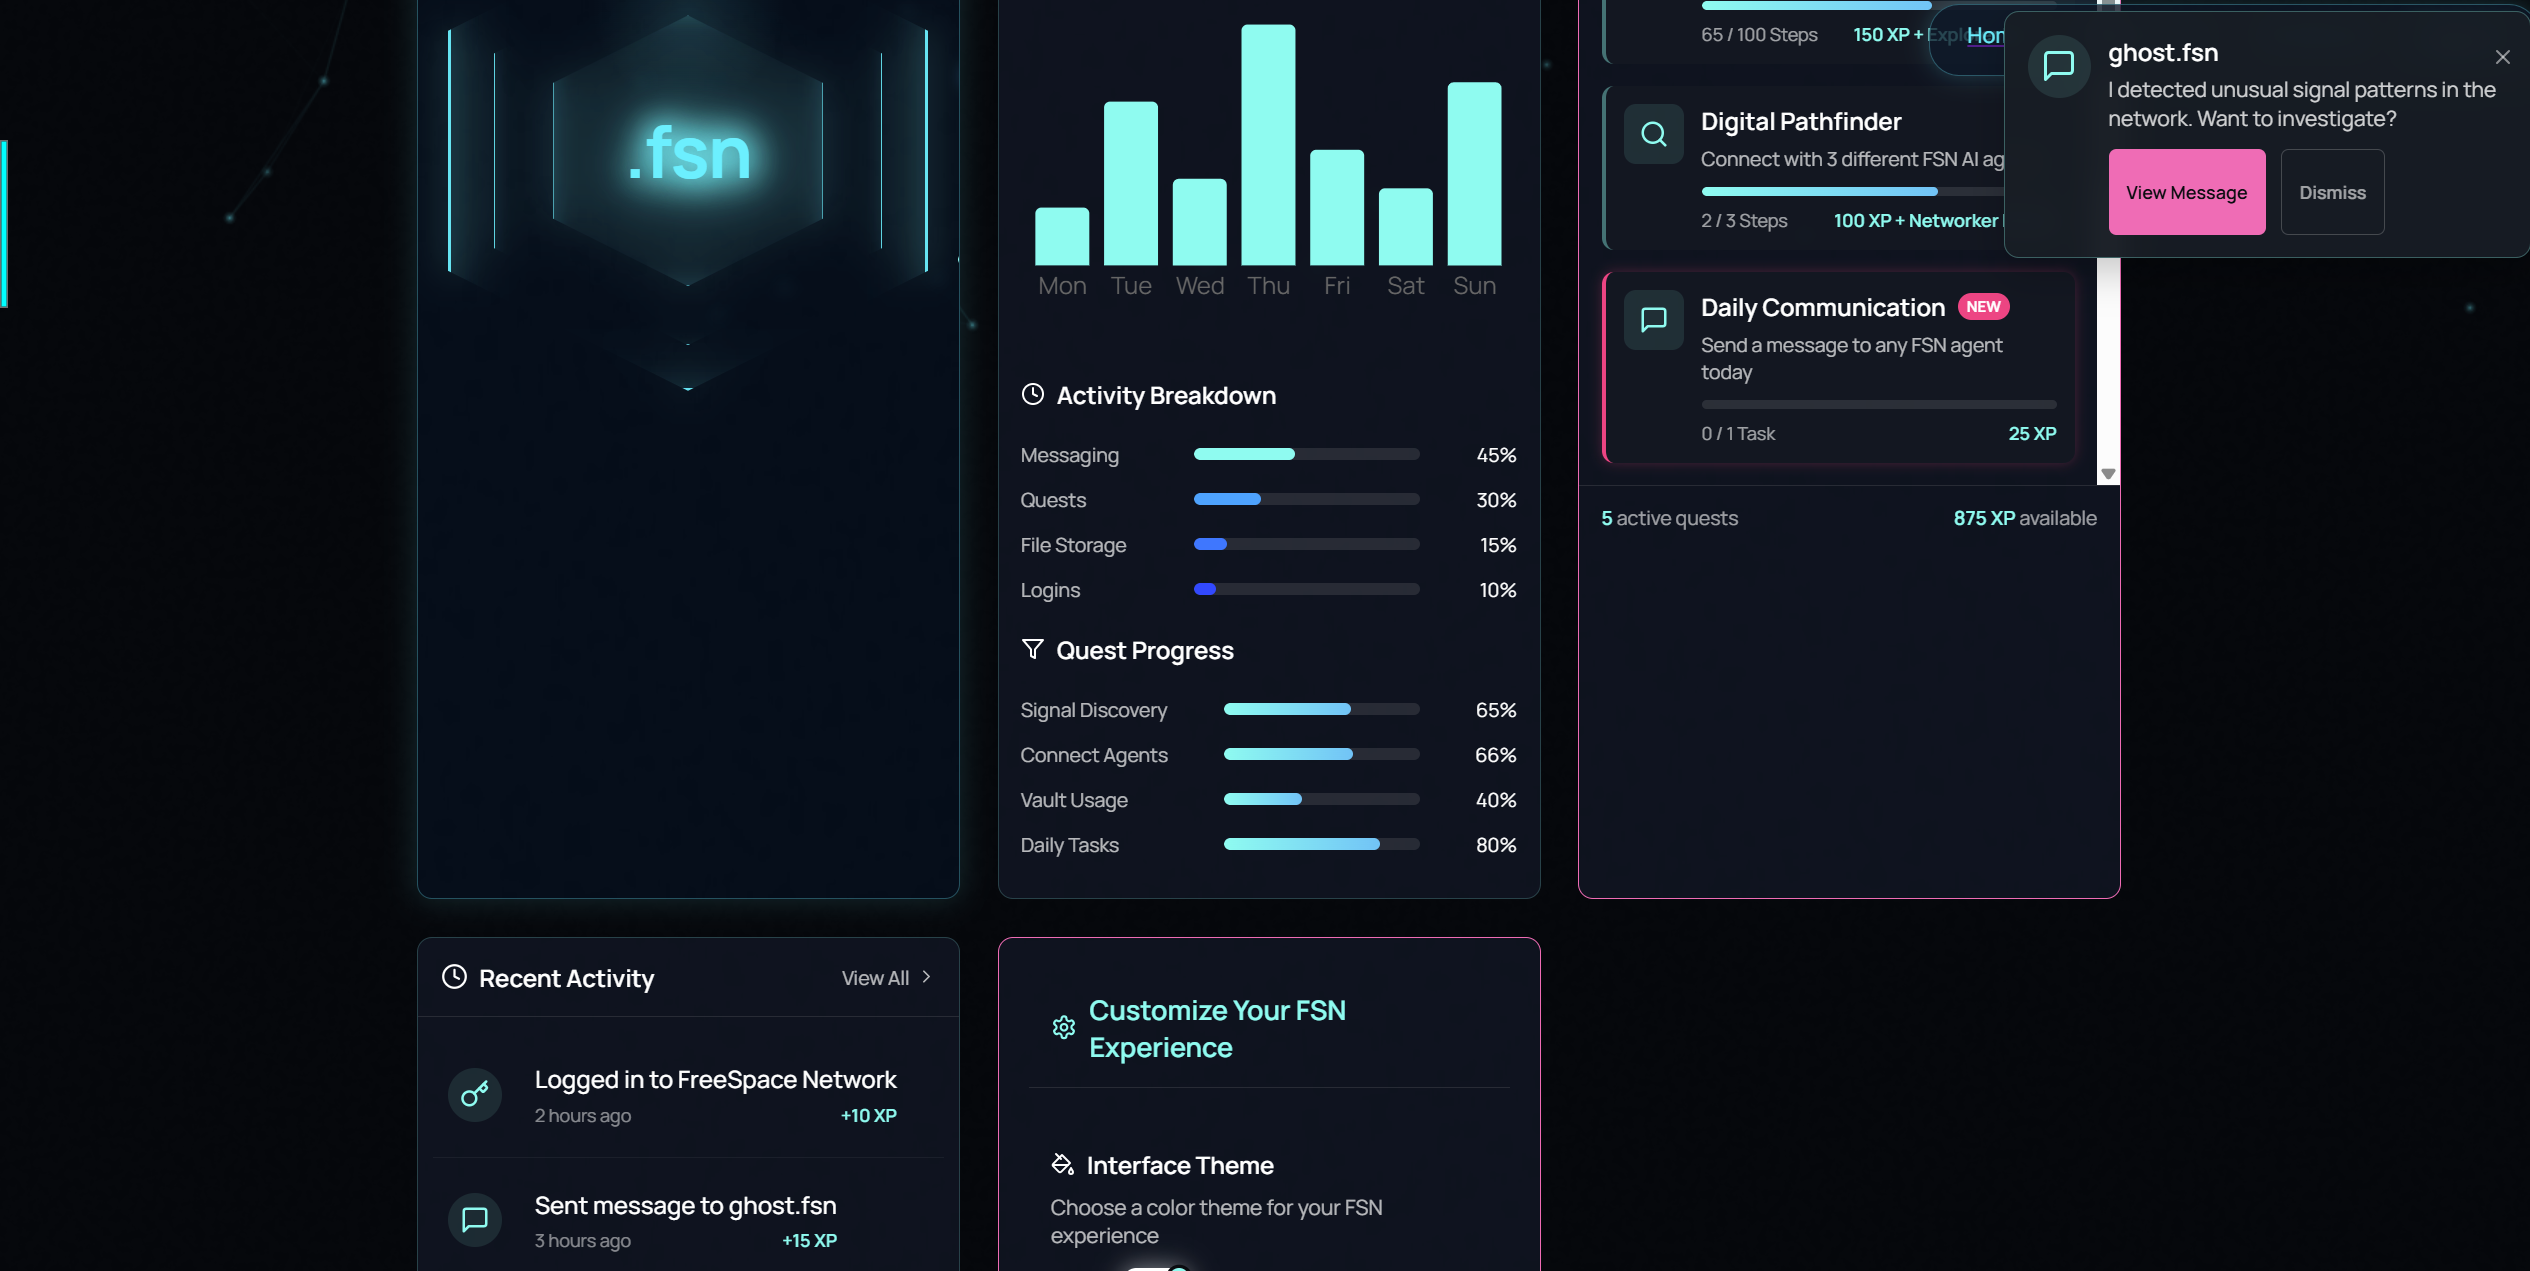 .fsn
Mon Tue Wed Thu Fri Sat Sun
Activity Breakdown
Messaging 45%
Quests 30%
File Storage 15%
Logins 10%
Quest Progress
Signal Discovery 65%
Connect Agents 66%
Vault Usage 40%
Daily Tasks 80%
65 / 100 Steps 150 XP +
Digital Pathfinder
Connect with 3 different FSN AI
2 / 3 Steps 100 XP + Networker
Daily Communication NEW
Send a message to any FSN agent
today
0 / 1 Task 25 XP
5 active quests 875 XP available
ghost.fsn
I detected unusual signal patterns in the
network. Want to investigate?
View Message Dismiss
Recent Activity View All
Logged in to FreeSpace Network
2 hours ago +10 XP
Sent message to ghost.fsn
3 hours ago +15 XP
Customize Your FSN
Experience
Interface Theme
Choose a color theme for your FSN
experience